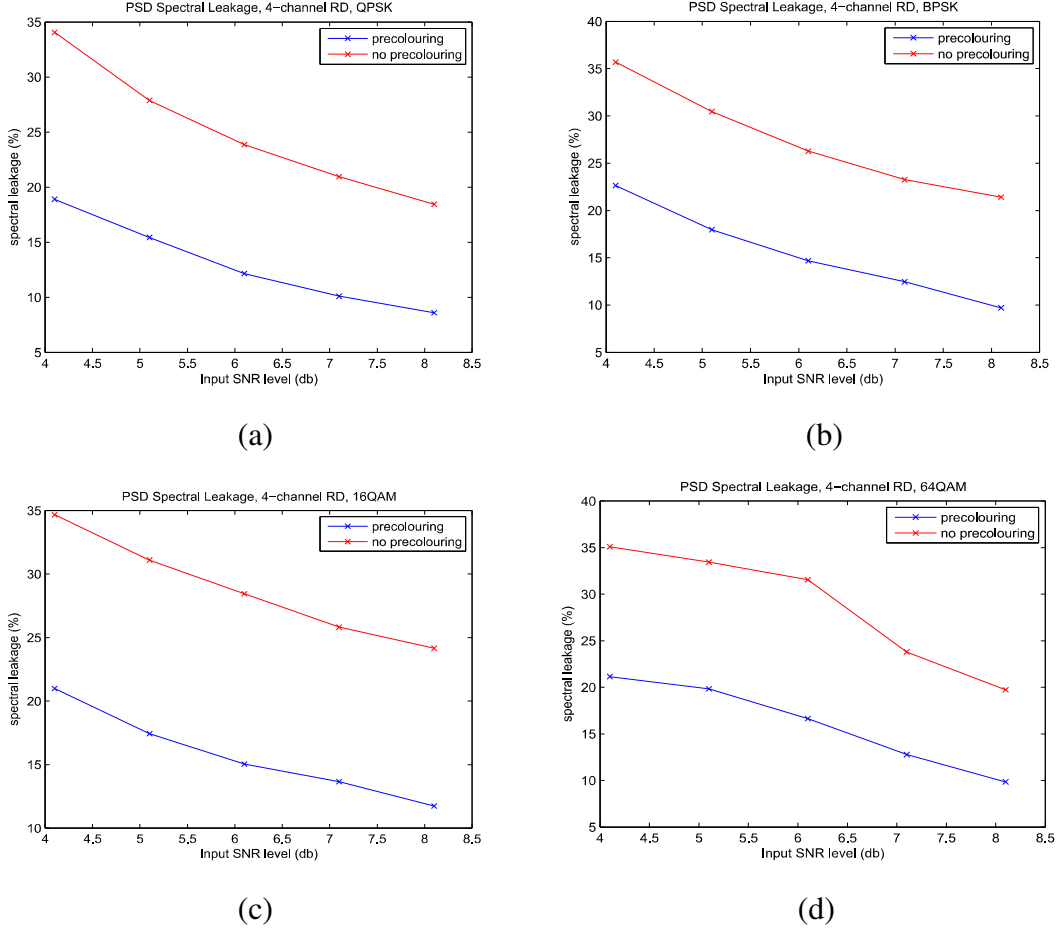 PSD Spectral Leakage, 4−channel RD, QPSK
35
30
25
20
15
10
5
spectral leakage (%)
precolouring
no precolouring
4 4.5 5 5.5 6 6.5 7 7.5 8 8.5
Input SNR level (db)
(a)
PSD Spectral Leakage, 4−channel RD, BPSK
40
35
30
25
20
15
10
5
spectral leakage (%)
precolouring
no precolouring
4 4.5 5 5.5 6 6.5 7 7.5 8 8.5
Input SNR level (db)
(b)
PSD Spectral Leakage, 4−channel RD, 16QAM
35
30
25
20
15
10
spectral leakage (%)
precolouring
no precolouring
4 4.5 5 5.5 6 6.5 7 7.5 8 8.5
Input SNR level (db)
(c)
PSD Spectral Leakage, 4−channel RD, 64QAM
40
35
30
25
20
15
10
5
spectral leakage (%)
precolouring
no precolouring
4 4.5 5 5.5 6 6.5 7 7.5 8 8.5
Input SNR level (db)
(d)